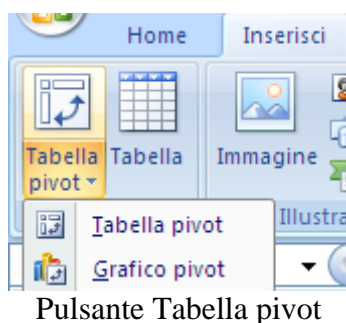 Home Inserisci
Tabella pivot Tabella Immagine
Illustra
Tabella pivot
Grafico pivot
Pulsante Tabella pivot